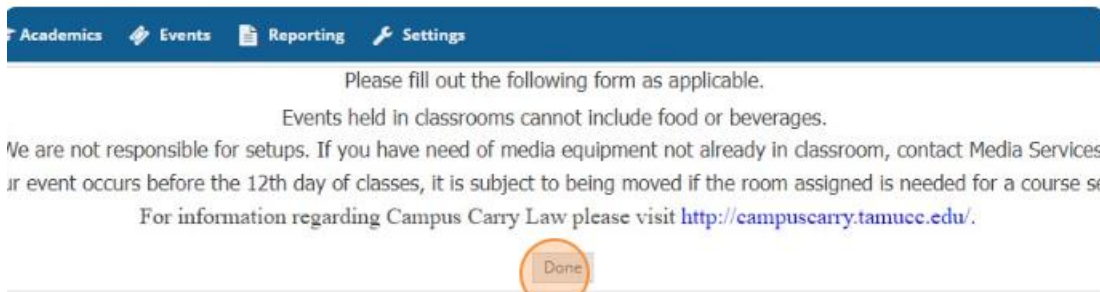 Academics Events Reporting Settings
Please fill out the following form as applicable.
Events held in classrooms cannot include food or beverages.
We are not responsible for setups. If you have need of media equipment not already in classroom, contact Media Services
event occurs before the 12th day of classes, it is subject to being moved if the room assigned is needed for a course
For information regarding Campus Carry Law please visit http://campuscarry.tamucc.edu/.
Done